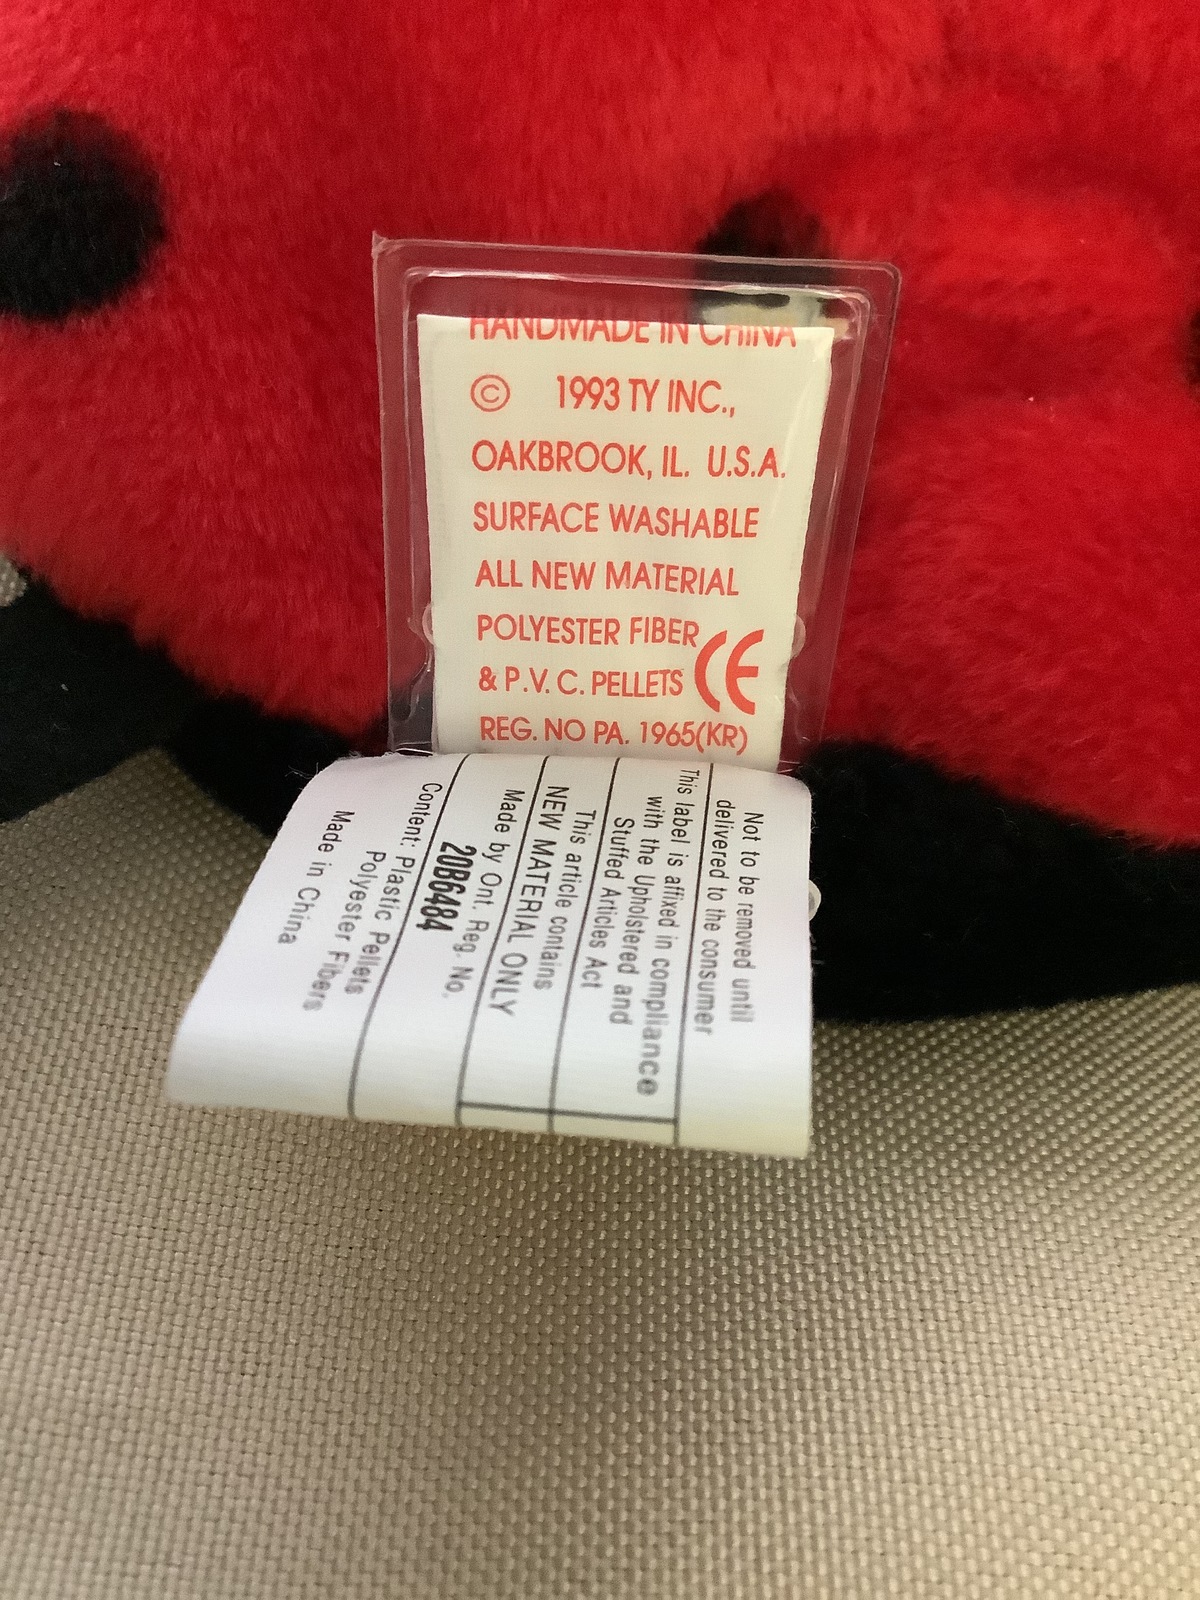 HANDMADE IN CHINA
© 1993 TY INC.,
OAKBROOK, IL. U.S.A.
SURFACE WASHABLE
ALL NEW MATERIAL
POLYESTER FIBER
& P.V.C. PELLETS CE
REG. NO PA. 1965(KR)
Not to be removed until
delivered to the consumer
This label is affixed in compliance
with the Upholstered and
Stuffed Articles Act
This article contains
NEW MATERIAL ONLY
Made by Ont. Reg. No.
20B6484
Content: Plastic Pellets
Polyester Fibers
Made in China